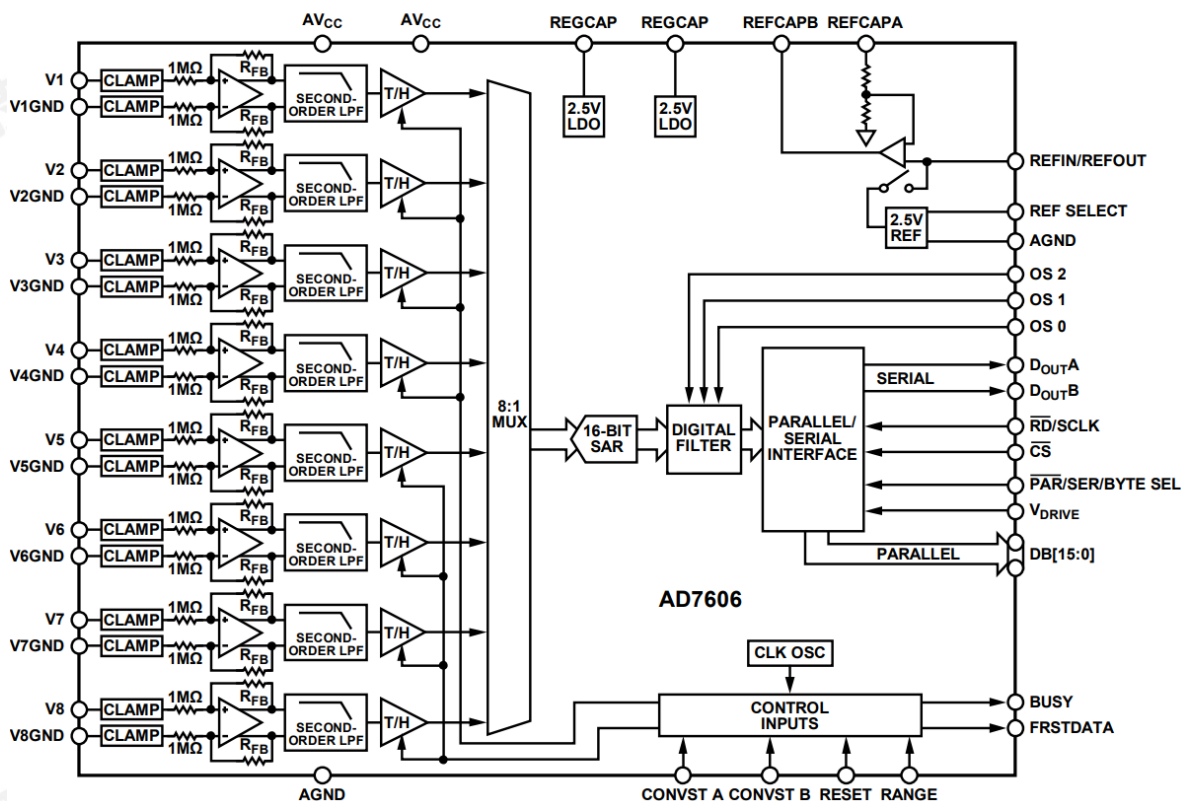 AVCC AVCC REGCAP REGCAP REFCAPB REFCAPA
V1 CLAMP 1MΩ RFB
V1GND CLAMP 1MΩ RFB
SECOND-
ORDER LPF
T/H
2.5V
LDO
2.5V
LDO
V2 CLAMP 1MΩ
V2GND CLAMP 1MΩ RFB
SECOND-
ORDER LPF
T/H
REFIN/REFOUT
2.5V
REF
REF SELECT
AGND
V3 CLAMP 1MΩ RFB
V3GND CLAMP 1MΩ RFB
SECOND-
ORDER LPF
T/H
OS 2
OS 1
OS 0
V4 CLAMP 1MΩ RFB
V4GND CLAMP 1MΩ RFB
SECOND-
ORDER LPF
T/H
8:1
MUX
16-BIT
SAR
DIGITAL
FILTER
PARALLEL/
SERIAL
INTERFACE
SERIAL
DOUTA
DOUTB
RD/SCLK
CS
PAR/SER/BYTE SEL
VDRIVE
PARALLEL
DB[15:0]
V5 CLAMP 1MΩ RFB
V5GND CLAMP 1MΩ RFB
SECOND-
ORDER LPF
T/H
V6 CLAMP 1MΩ RFB
V6GND CLAMP 1MΩ RFB
SECOND-
ORDER LPF
T/H
AD7606
V7 CLAMP 1MΩ RFB
V7GND CLAMP 1MΩ RFB
SECOND-
ORDER LPF
T/H
CLK OSC
V8 CLAMP 1MΩ RFB
V8GND CLAMP 1MΩ
SECOND-
ORDER LPF
T/H
CONTROL
INPUTS
BUSY
FRSTDATA
AGND CONVST A CONVST B RESET RANGE